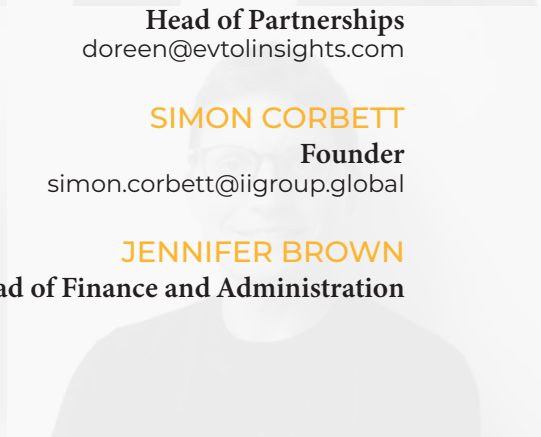 Head of Partnerships
doreen@evtolinsights.com
SIMON CORBETT
Founder
simon.corbett@iigroup.global
JENNIFER BROWN
ad of Finance and Administration